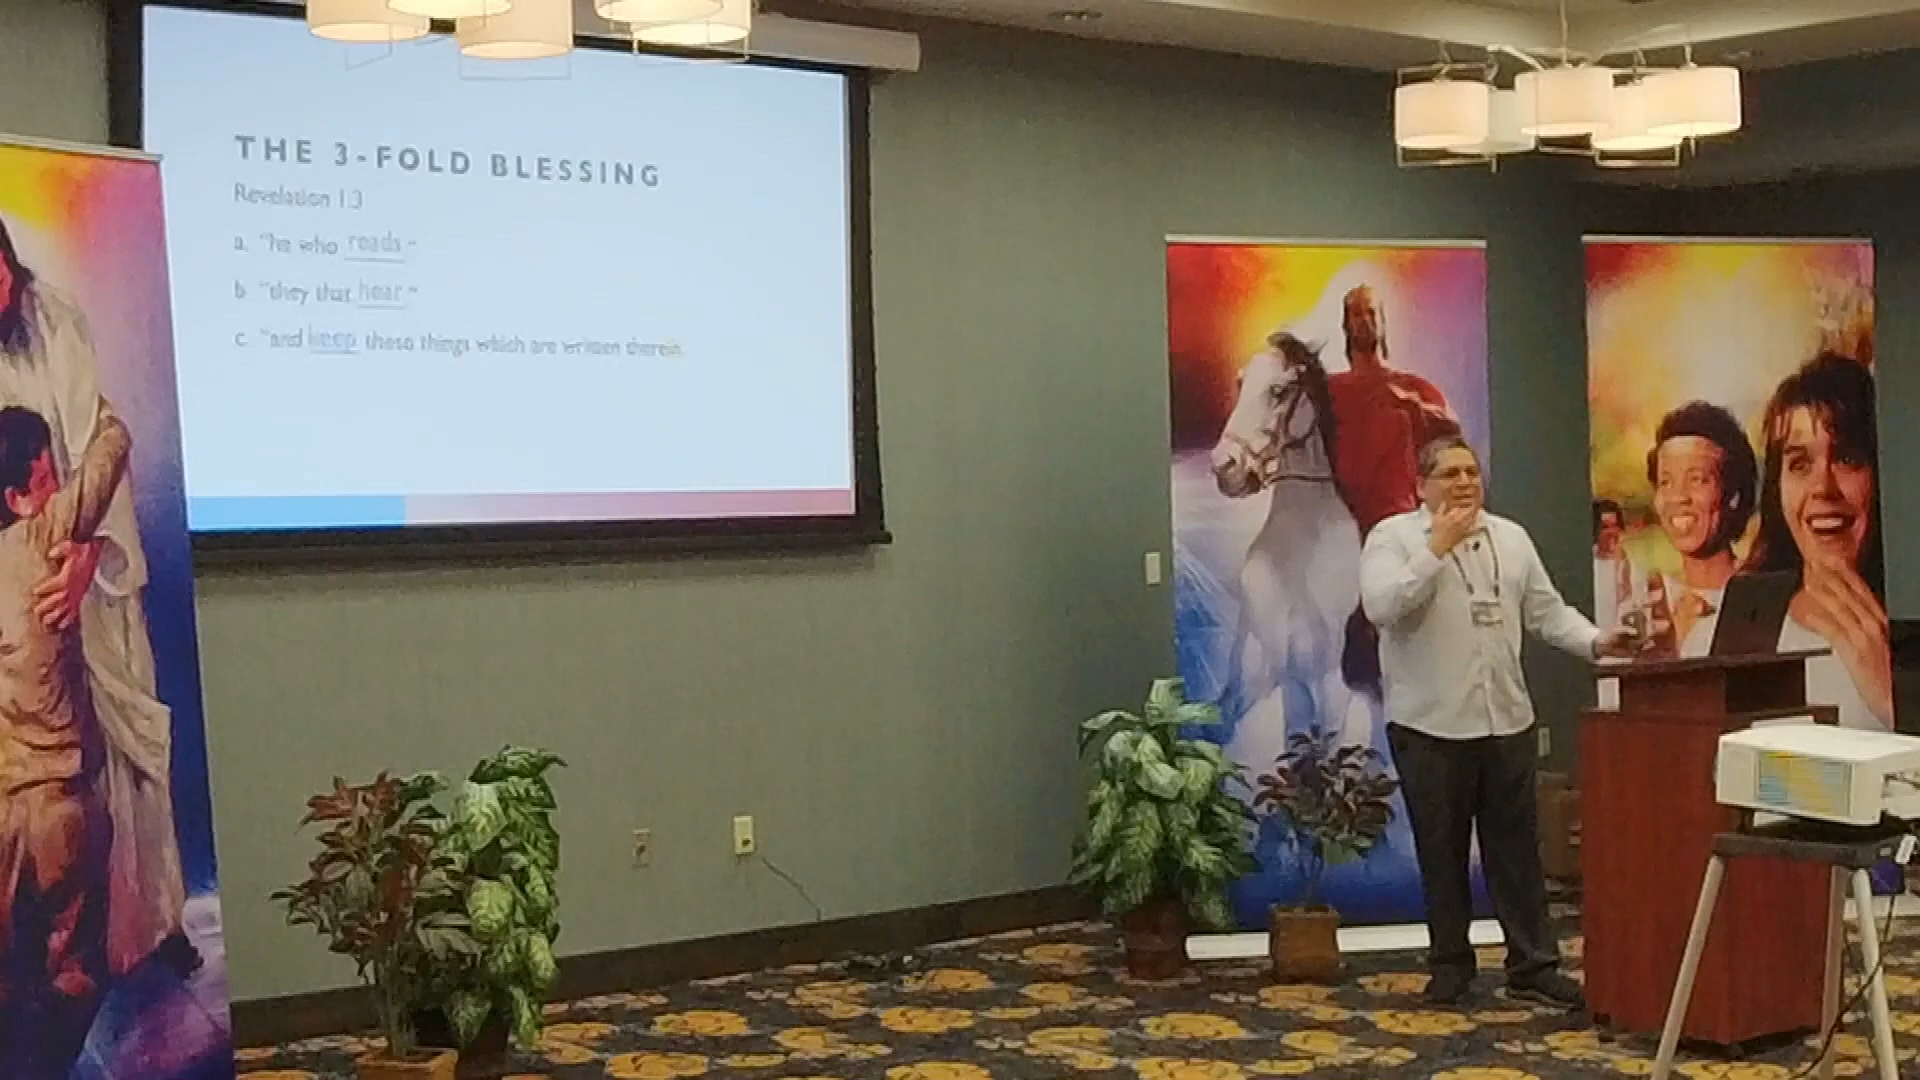 THE 3-FOLD BLESSING
Revelation 1:3
a. "he who reads"
b. "they that hear"
c. "and keep those things which are written therein.